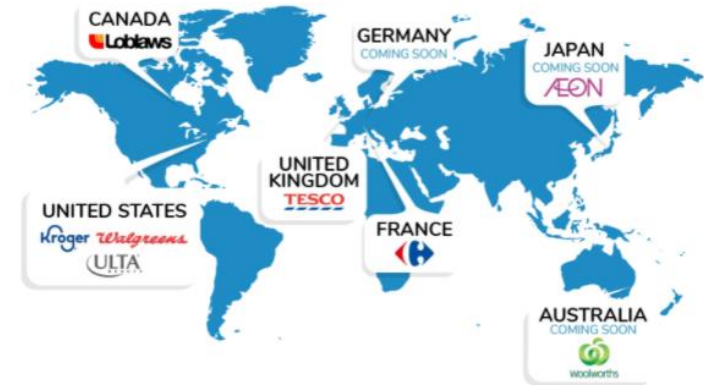 CANADA
Loblaws
GERMANY
COMING SOON
JAPAN
COMING SOON
ÆON
UNITED
KINGDOM
TESCO
UNITED STATES
Kroger Walgreens
ULTA
BEAUTY
FRANCE
AUSTRALIA
COMING SOON
woolworths